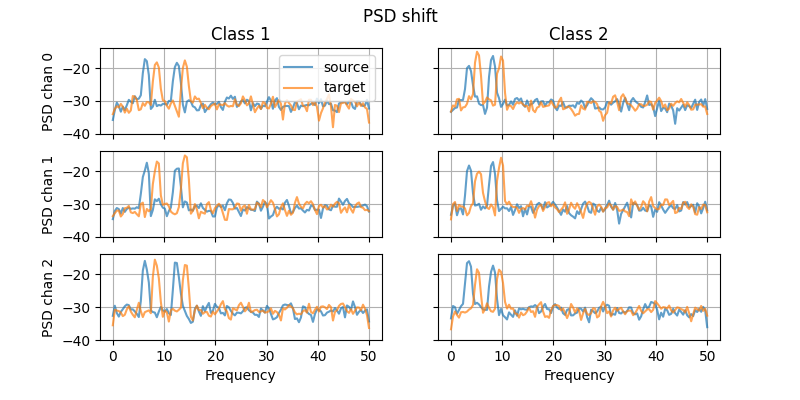 PSD shift
Class 1
Class 2
PSD chan 0
−20
−30
−40
source
target
PSD chan 1
−20
−30
−40
PSD chan 2
−20
−30
−40
0 10 20 30 40 50
0 10 20 30 40 50
Frequency
Frequency